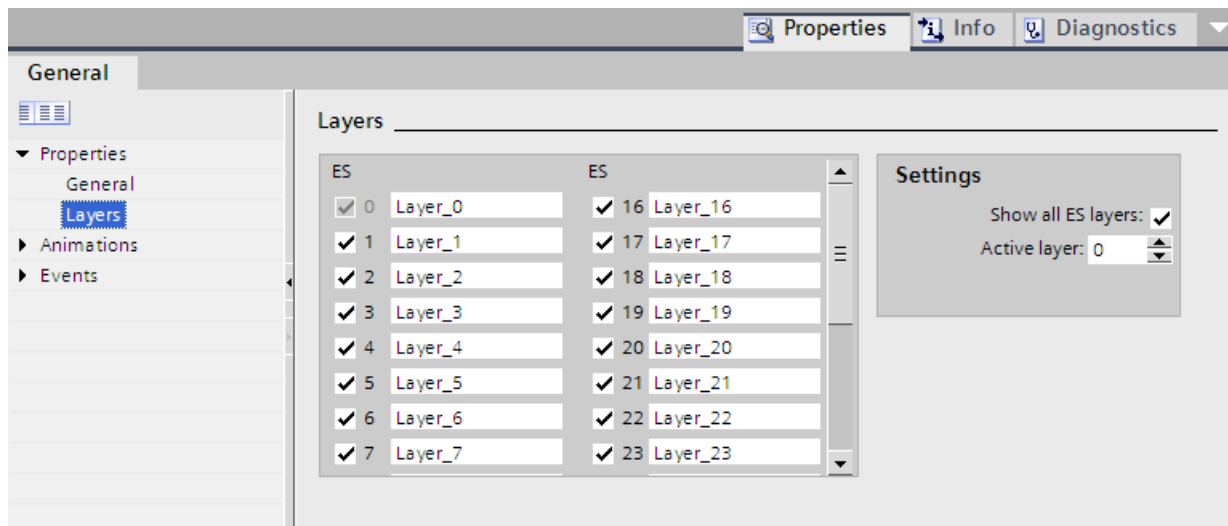 Properties Info Diagnostics
General
Layers
Properties
General
Layers
Animations
Events
ES ES
0 Layer_0 16 Layer_16
1 Layer_1 17 Layer_17
2 Layer_2 18 Layer_18
3 Layer_3 19 Layer_19
4 Layer_4 20 Layer_20
5 Layer_5 21 Layer_21
6 Layer_6 22 Layer_22
7 Layer_7 23 Layer_23
Settings
Show all ES layers:
Active layer: 0